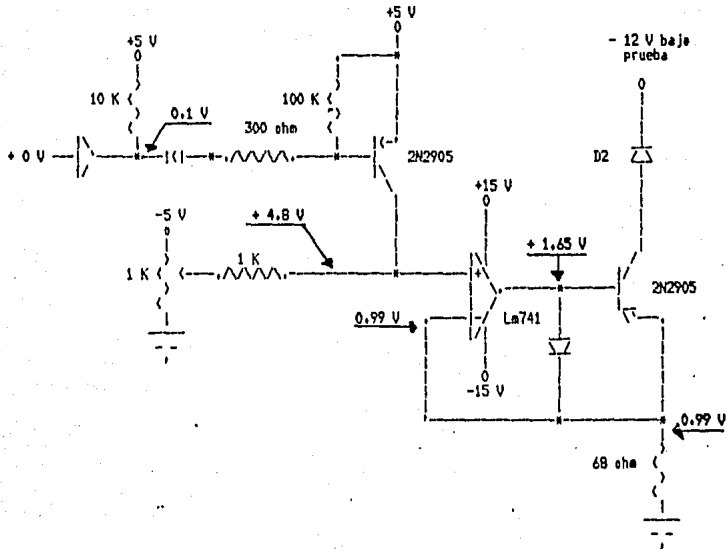 +5 V
+5 V
- 12 V baja
prueba
10 K
0.1 V
100 K
300 ohm
+ 0 V
2N2905
D2
+15 V
-5 V
+ 4.8 V
+ 1.65 V
1 K
1 K
2N2905
0.99 V
Lm741
-15 V
0.99 V
68 ohm